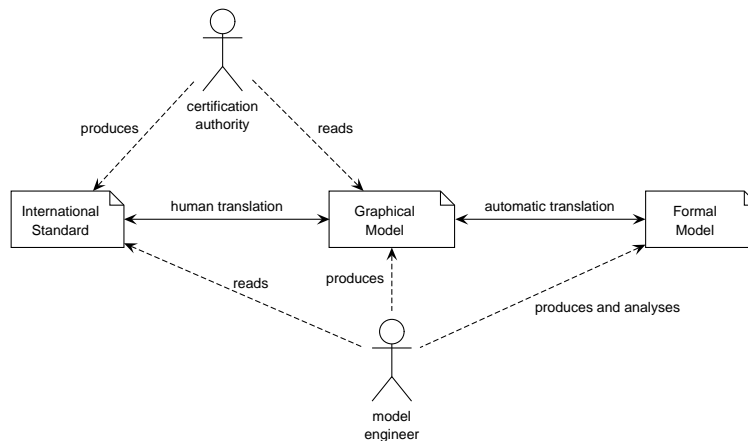 certification
authority
produces
reads
International
Standard
human translation
Graphical
Model
automatic translation
Formal
Model
reads
produces
produces and analyses
model
engineer